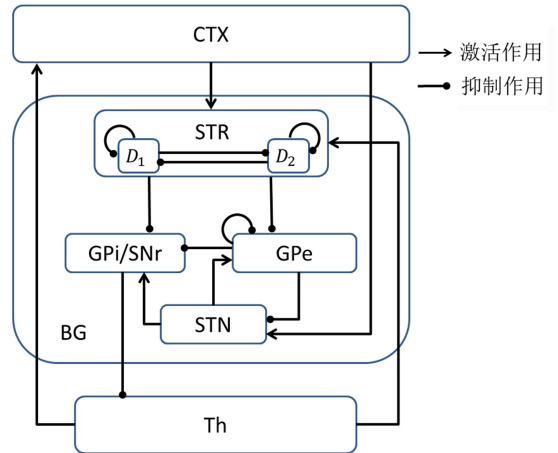 CTX
激活作用
抑制作用
STR
D₁
D₂
GPi/SNr
GPe
STN
BG
Th